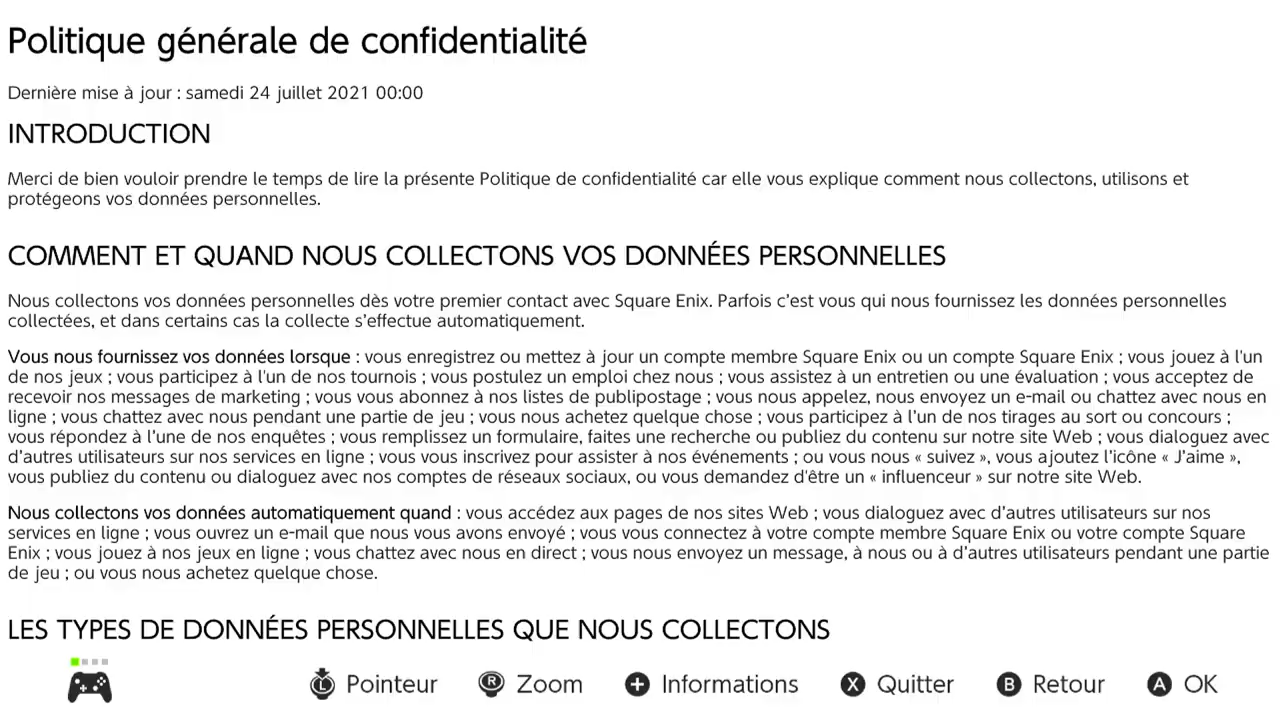 Politique générale de confidentialité
Dernière mise à jour : samedi 24 juillet 2021 00:00
INTRODUCTION
Merci de bien vouloir prendre le temps de lire la présente Politique de confidentialité car elle vous explique comment nous collectons, utilisons et
protégeons vos données personnelles.
COMMENT ET QUAND NOUS COLLECTONS VOS DONNÉES PERSONNELLES
Nous collectons vos données personnelles dès votre premier contact avec Square Enix. Parfois c’est vous qui nous fournissez les données personnelles
collectées, et dans certains cas la collecte s’effectue automatiquement.
Vous nous fournissez vos données lorsque : vous enregistrez ou mettez à jour un compte membre Square Enix ou un compte Square Enix ; vous jouez à l'un
de nos jeux ; vous participez à l'un de nos tournois ; vous postulez un emploi chez nous ; vous assistez à un entretien ou une évaluation ; vous acceptez de
recevoir nos messages de marketing ; vous vous abonnez à nos listes de publipostage ; vous nous appelez, nous envoyez un e-mail ou chattez avec nous en
ligne ; vous chattez avec nous pendant une partie de jeu ; vous nous achetez quelque chose ; vous participez à l’un de nos tirages au sort ou concours ;
vous répondez à l’une de nos enquêtes ; vous remplissez un formulaire, faites une recherche ou publiez du contenu sur notre site Web ; vous dialoguez avec
d’autres utilisateurs sur nos services en ligne ; vous vous inscrivez pour assister à nos événements ; ou vous nous « suivez », vous ajoutez l’icône « J’aime »,
vous publiez du contenu ou dialoguez avec nos comptes de réseaux sociaux, ou vous demandez d'être un « influenceur » sur notre site Web.
Nous collectons vos données automatiquement quand : vous accédez aux pages de nos sites Web ; vous dialoguez avec d’autres utilisateurs sur nos
services en ligne ; vous ouvrez un e-mail que nous vous avons envoyé ; vous vous connectez à votre compte membre Square Enix ou votre compte Square
Enix ; vous jouez à nos jeux en ligne ; vous chattez avec nous en direct ; vous nous envoyez un message, à nous ou à d’autres utilisateurs pendant une partie
de jeu ; ou vous nous achetez quelque chose.
LES TYPES DE DONNÉES PERSONNELLES QUE NOUS COLLECTONS
L Pointeur R Zoom + Informations X Quitter B Retour A OK